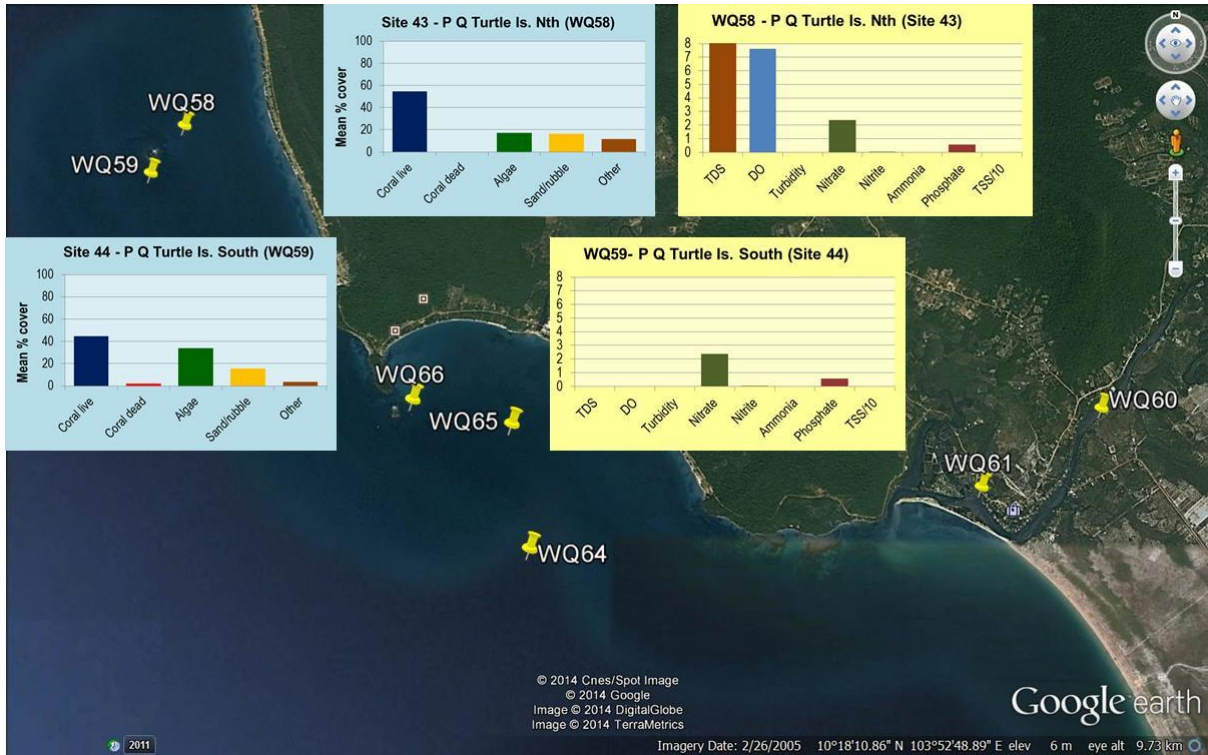 Site 43 - P Q Turtle Is. Nth (WQ58)
Mean % cover
100
80
60
40
20
0
Coral live
Coral dead
Algae
Sand/rubble
Other
WQ58 - P Q Turtle Is. Nth (Site 43)
8
7
6
5
4
3
2
1
0
TDS
DO
Turbidity
Nitrate
Nitrite
Ammonia
Phosphate
TSS/10
N
WQ58
WQ59
Site 44 - P Q Turtle Is. South (WQ59)
Mean % cover
100
80
60
40
20
0
Coral live
Coral dead
Algae
Sand/rubble
Other
WQ59- P Q Turtle Is. South (Site 44)
8
7
6
5
4
3
2
1
0
TDS
DO
Turbidity
Nitrate
Nitrite
Ammonia
Phosphate
TSS/10
WQ66
WQ65
WQ60
WQ61
WQ64
© 2014 Cnes/Spot Image
© 2014 Google
Image © 2014 DigitalGlobe
Image © 2014 TerraMetrics
Google earth
2011
Imagery Date: 2/26/2005 10°18'10.86" N 103°52'48.89" E elev 6 m eye alt 9.73 km